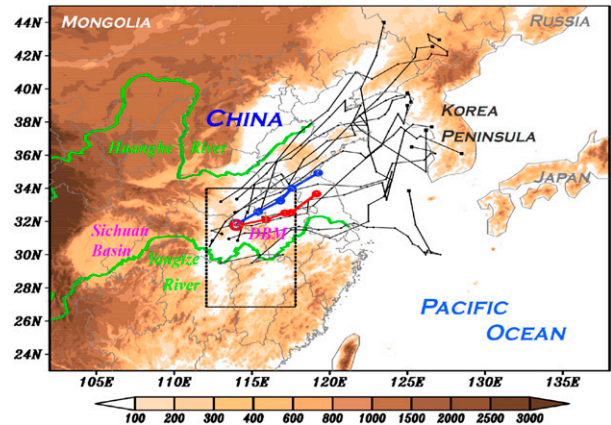 44N
42N
40N
38N
36N
34N
32N
30N
28N
26N
24N
MONGOLIA
RUSSIA
CHINA
KOREA
PENINSULA
Huanghe River
JAPAN
Sichuan
Basin
DBM
Yangtze
River
PACIFIC
OCEAN
105E 110E 115E 120E 125E 130E 135E
100 200 300 400 600 800 1000 1500 2000 2500 3000